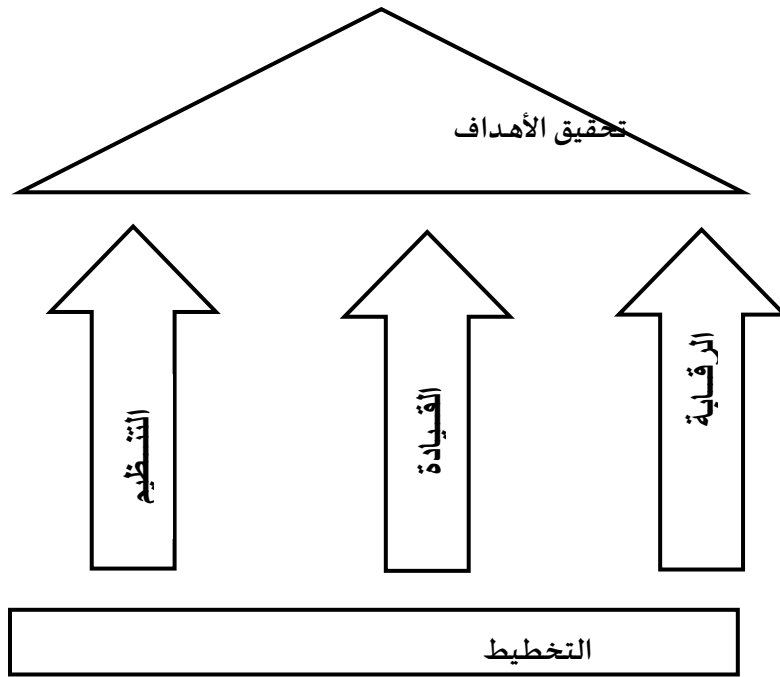 تحقيق الأهداف
الرقابة
القيادة
التنظيم
التخطيط